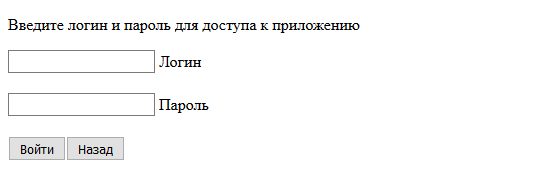 Введите логин и пароль для доступа к приложению
Логин
Пароль
Войти Назад